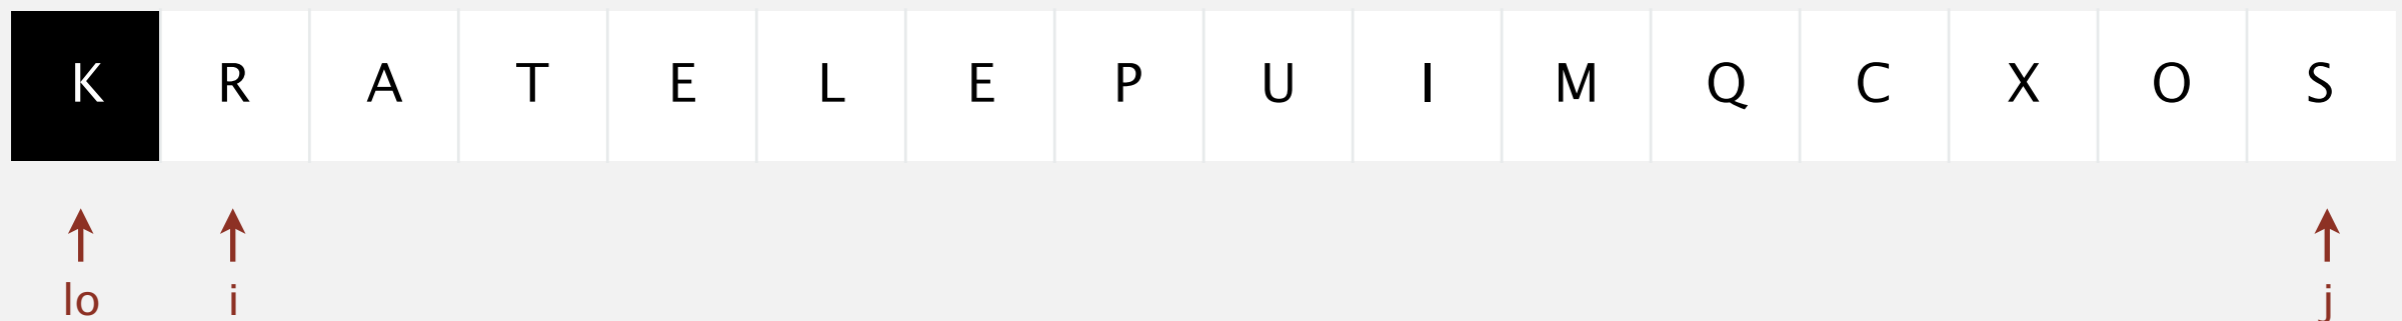 K R A T E L E P U I M Q C X O S
lo i j